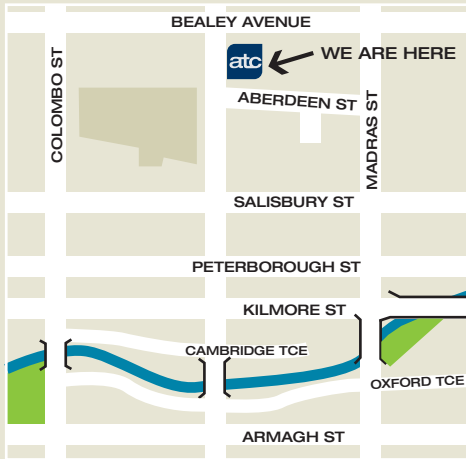 BEALEY AVENUE
atc
WE ARE HERE
ABERDEEN ST
COLOMBO ST
MADRAS ST
SALISBURY ST
PETERBOROUGH ST
KILMORE ST
CAMBRIDGE TCE
OXFORD TCE
ARMAGH ST